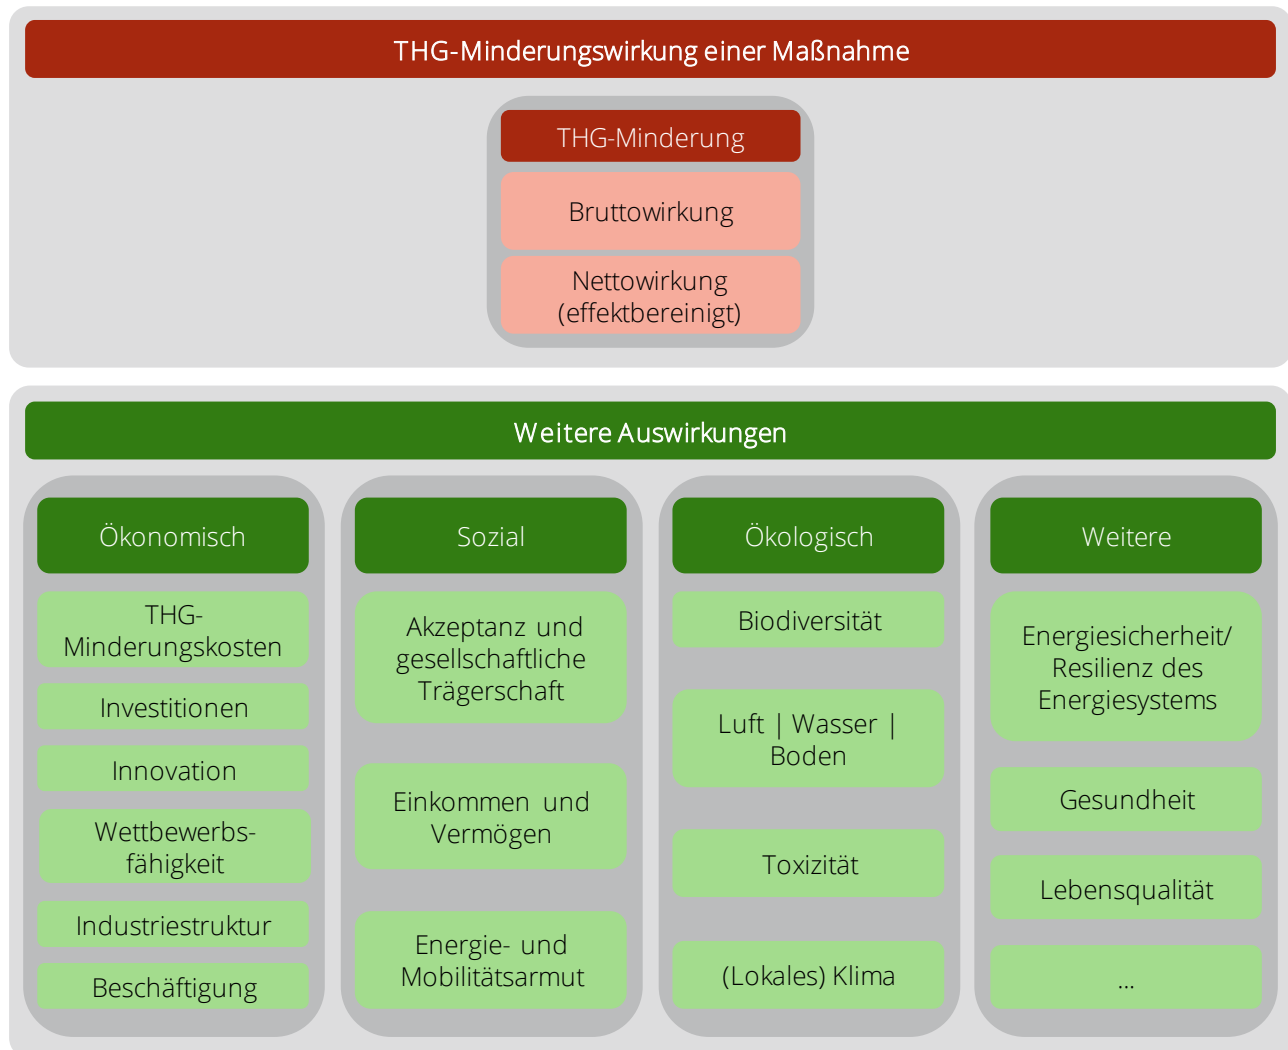 THG-Minderungswirkung einer Maßnahme
THG-Minderung
Bruttowirkung
Nettowirkung
(effektbereinigt)
Weitere Auswirkungen
Ökonomisch
THG-
Minderungskosten
Investitionen
Innovation
Wettbewerbs-
fähigkeit
Industriestruktur
Beschäftigung
Sozial
Akzeptanz und
gesellschaftliche
Trägerschaft
Einkommen und
Vermögen
Energie- und
Mobilitätsarmut
Ökologisch
Biodiversität
Luft | Wasser |
Boden
Toxizität
(Lokales) Klima
Weitere
Energiesicherheit/
Resilienz des
Energiesystems
Gesundheit
Lebensqualität
...